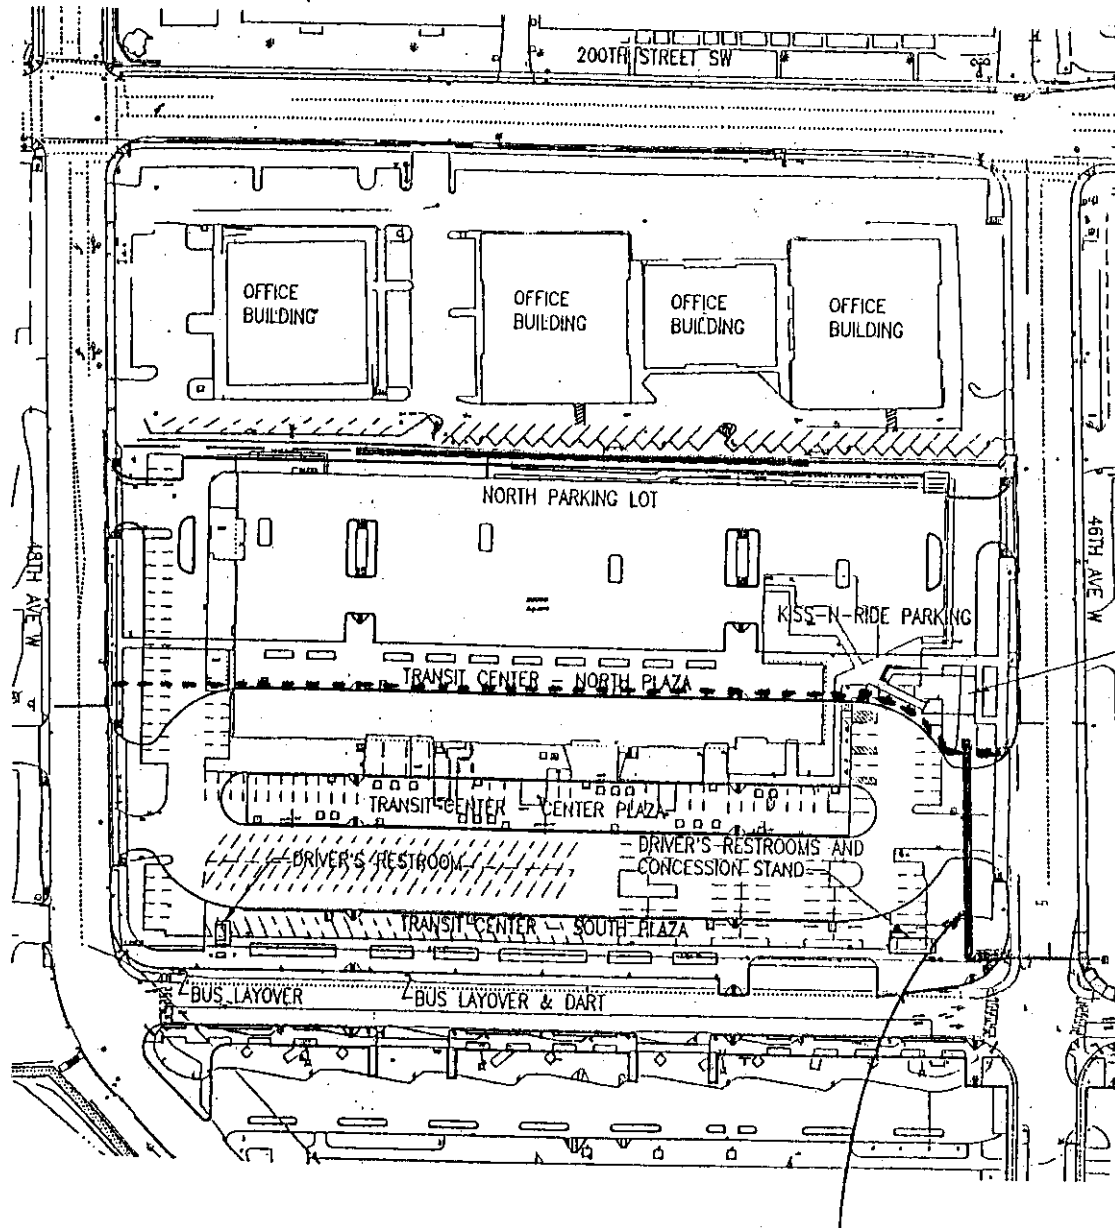 200TH STREET SW
OFFICE
BUILDING
OFFICE
BUILDING
OFFICE
BUILDING
OFFICE
BUILDING
NORTH PARKING LOT
48TH AVE W
46TH AVE W
KISS-N-RIDE PARKING
TRANSIT CENTER - NORTH PLAZA
TRANSIT CENTER - CENTER PLAZA
DRIVER'S RESTROOM
DRIVER'S RESTROOMS AND
CONCESSION STAND
TRANSIT CENTER - SOUTH PLAZA
BUS LAYOVER
BUS LAYOVER & DART